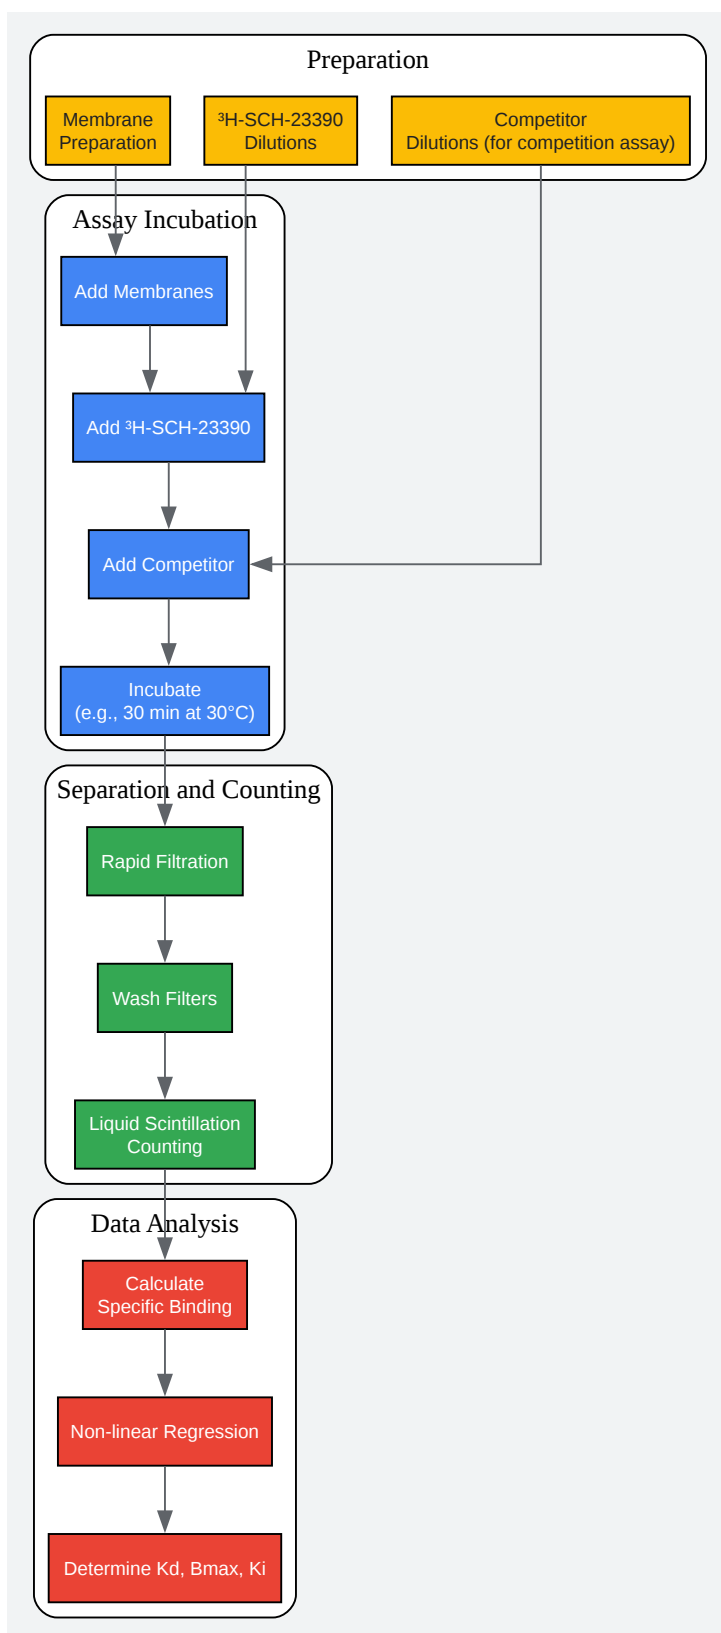 Preparation
Membrane
Preparation
³H-SCH-23390
Dilutions
Competitor
Dilutions (for competition assay)
Assay Incubation
Add Membranes
Add ³H-SCH-23390
Add Competitor
Incubate
(e.g., 30 min at 30°C)
Separation and Counting
Rapid Filtration
Wash Filters
Liquid Scintillation
Counting
Data Analysis
Calculate
Specific Binding
Non-linear Regression
Determine Kd, Bmax, Ki